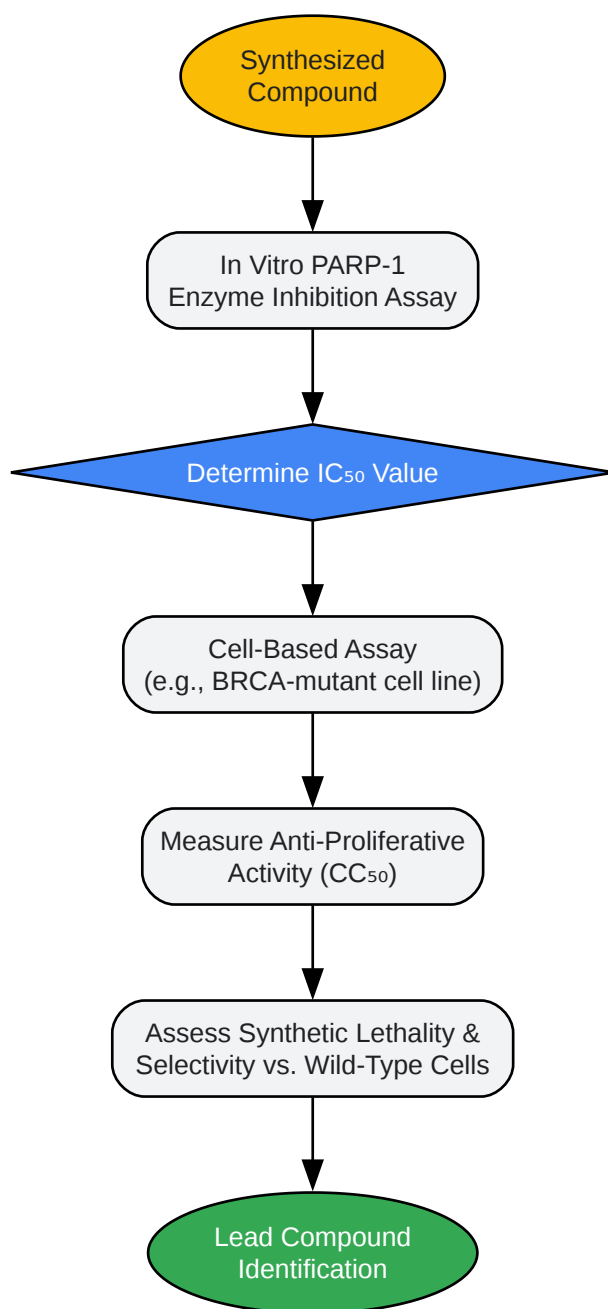 Synthesized
Compound
In Vitro PARP-1
Enzyme Inhibition Assay
Determine IC₅₀ Value
Cell-Based Assay
(e.g., BRCA-mutant cell line)
Measure Anti-Proliferative
Activity (CC₅₀)
Assess Synthetic Lethality &
Selectivity vs. Wild-Type Cells
Lead Compound
Identification